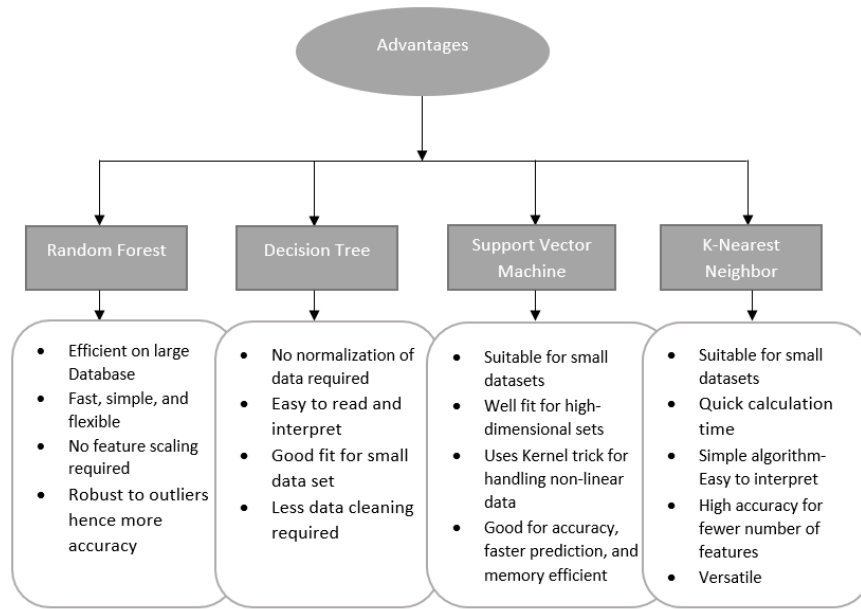 Advantages
Random Forest
Decision Tree
Support Vector
Machine
K-Nearest
Neighbor
Efficient on large
Database
Fast, simple, and
flexible
No feature scaling
required
Robust to outliers
hence more
accuracy
No normalization of
data required
Easy to read and
interpret
Good fit for small
data set
Less data cleaning
required
Suitable for small
datasets
Well fit for high-
dimensional sets
Uses Kernel trick for
handling non-linear
data
Good for accuracy,
faster prediction, and
memory efficient
Suitable for small
datasets
Quick calculation
time
Simple algorithm-
Easy to interpret
High accuracy for
fewer number of
features
Versatile